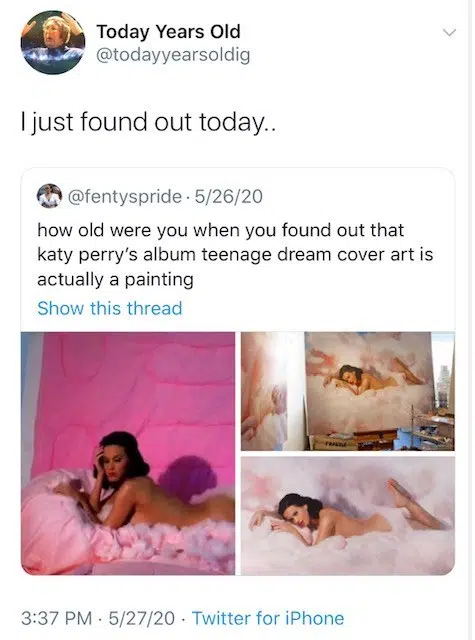 Today Years Old
@todayyearsoldig
I just found out today..
@fentyspride · 5/26/20
how old were you when you found out that
katy perry's album teenage dream cover art is
actually a painting
Show this thread
FRAGILE
3:37 PM · 5/27/20 · Twitter for iPhone